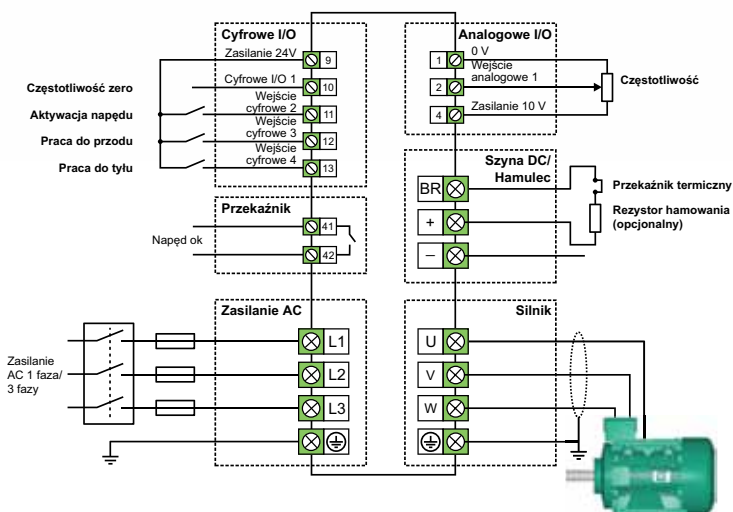 Cyfrowe I/O
Zasilanie 24V
9
Częstotliwość zero
Cyfrowe I/O 1
10
Aktywacja napędu
Wejście
cyfrowe 2
11
Praca do przodu
Wejście
cyfrowe 3
12
Praca do tyłu
Wejście
cyfrowe 4
13
Analogowe I/O
1
0 V
2
Wejście
analogowe 1
Częstotliwość
4
Zasilanie 10 V
Przekaźnik
Napęd ok
41
42
Szyna DC/
Hamulec
BR
+
–
Przekaźnik termiczny
Rezystor hamowania
(opcjonalny)
Zasilanie AC
Zasilanie
AC 1 faza/
3 fazy
L1
L2
L3
Silnik
U
V
W